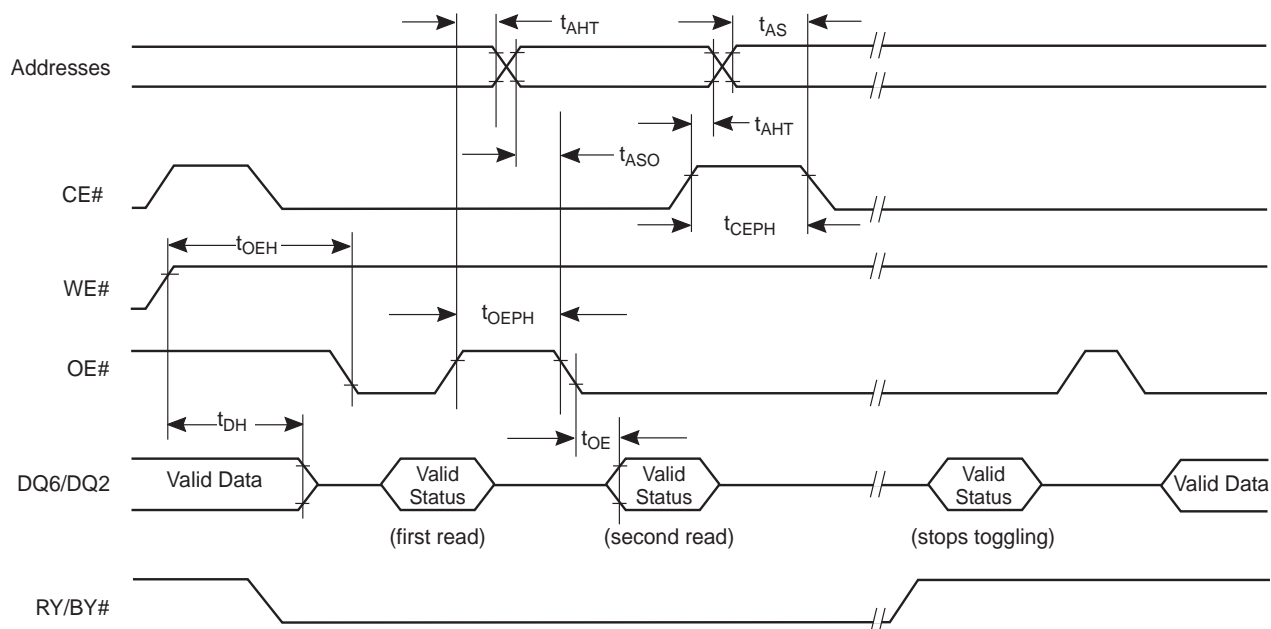 tAHT tAS
Addresses
tAHT
tASO
CE#
tCEPH
tOEH
WE#
tOEPH
OE#
tDH
tOE
DQ6/DQ2 Valid Data Valid Status Valid Status Valid Status Valid Data
(first read) (second read) (stops toggling)
RY/BY#